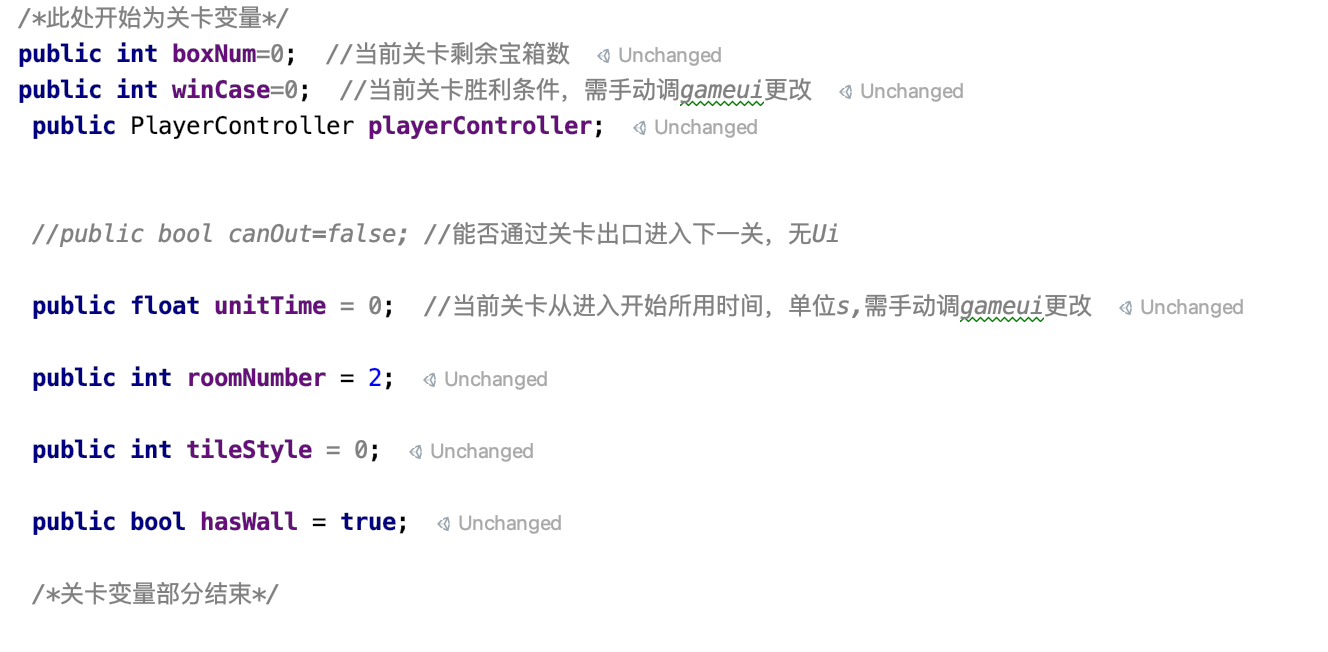 /*此处开始为关卡变量*/
public int boxNum=0;  //当前关卡剩余宝箱数  Unchanged
public int winCase=0;  //当前关卡胜利条件，需手动调gameui更改  Unchanged
public PlayerController playerController;  Unchanged
//public bool canOut=false; //能否通过关卡出口进入下一关，无Ui
public float unitTime = 0;  //当前关卡从进入开始所用时间，单位s,需手动调gameui更改  Unchanged
public int roomNumber = 2;  Unchanged
public int tileStyle = 0;  Unchanged
public bool hasWall = true;  Unchanged
/*关卡变量部分结束*/